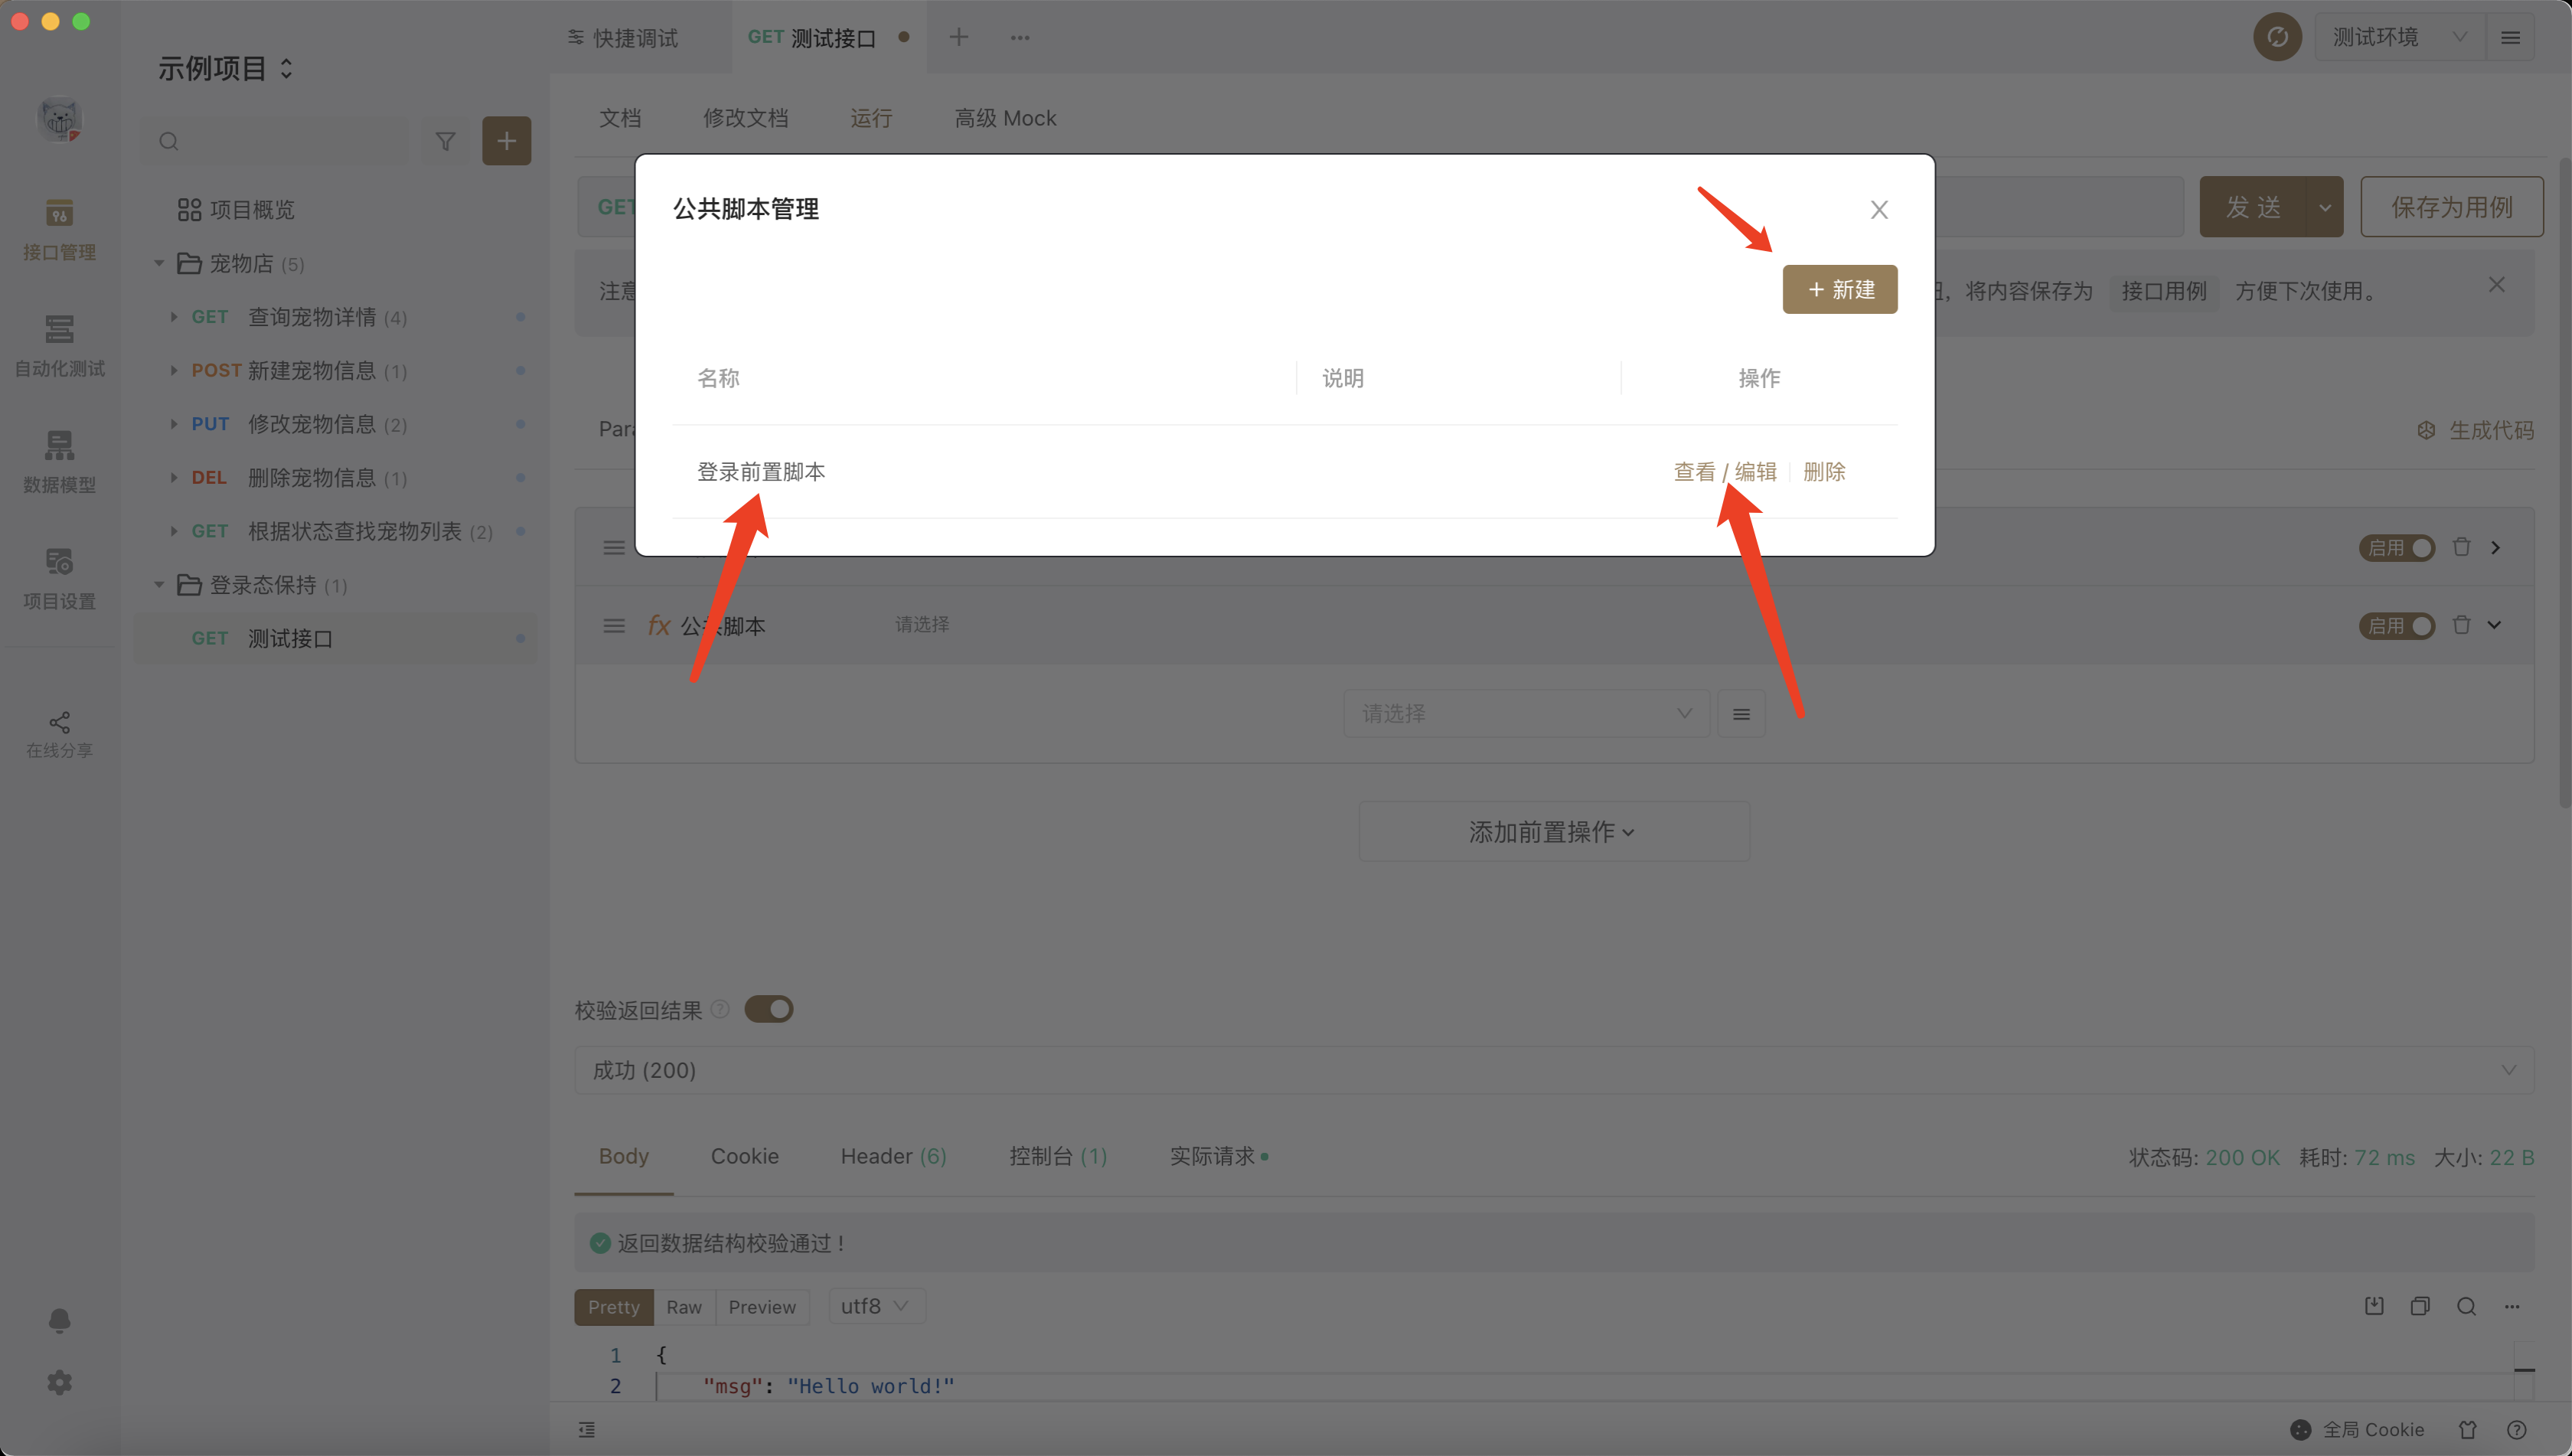 快捷调试
GET 测试接口
测试环境
示例项目
文档 修改文档 运行 高级 Mock
项目概览
接口管理
宠物店 (5)
GET 查询宠物详情 (4)
自动化测试
POST 新建宠物信息 (1)
PUT 修改宠物信息 (2)
数据模型
DEL 删除宠物信息 (1)
GET 根据状态查找宠物列表 (2)
登录态保持 (1)
项目设置
GET 测试接口
在线分享
GET
发 送
保存为用例
注意
将内容保存为 接口用例 方便下次使用。
Para
生成代码
公共脚本管理
+ 新建
名称 说明 操作
登录前置脚本 查看 / 编辑 删除
启用
fx 公共脚本 请选择 启用
请选择
添加前置操作
校验返回结果
成功 (200)
Body Cookie Header (6) 控制台 (1) 实际请求
状态码: 200 OK 耗时: 72 ms 大小: 22 B
返回数据结构校验通过！
Pretty Raw Preview utf8
1 {
2 "msg": "Hello world!"
全局 Cookie